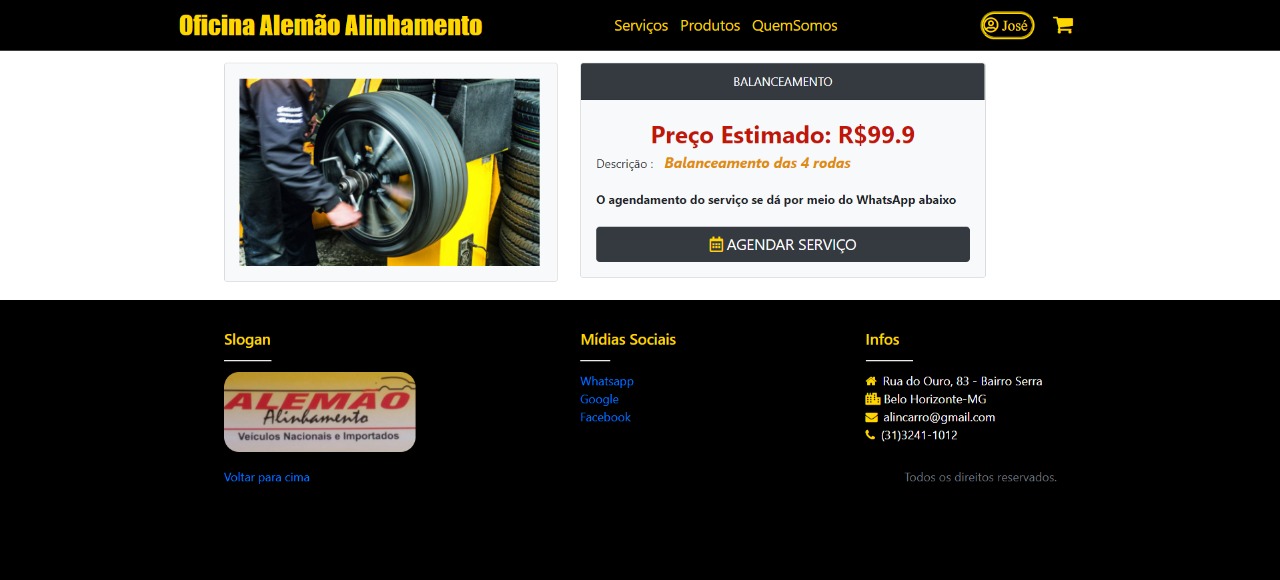 Oficina Alemão Alinhamento
Serviços Produtos QuemSomos
José
BALANCEAMENTO
Preço Estimado: R$99.9
Descrição : Balanceamento das 4 rodas
O agendamento do serviço se dá por meio do WhatsApp abaixo
AGENDAR SERVIÇO
Slogan
ALEMÃO
Alinhamento
Veículos Nacionais e Importados
Voltar para cima
Mídias Sociais
Whatsapp
Google
Facebook
Infos
Rua do Ouro, 83 - Bairro Serra
Belo Horizonte-MG
alincarro@gmail.com
(31)3241-1012
Todos os direitos reservados.